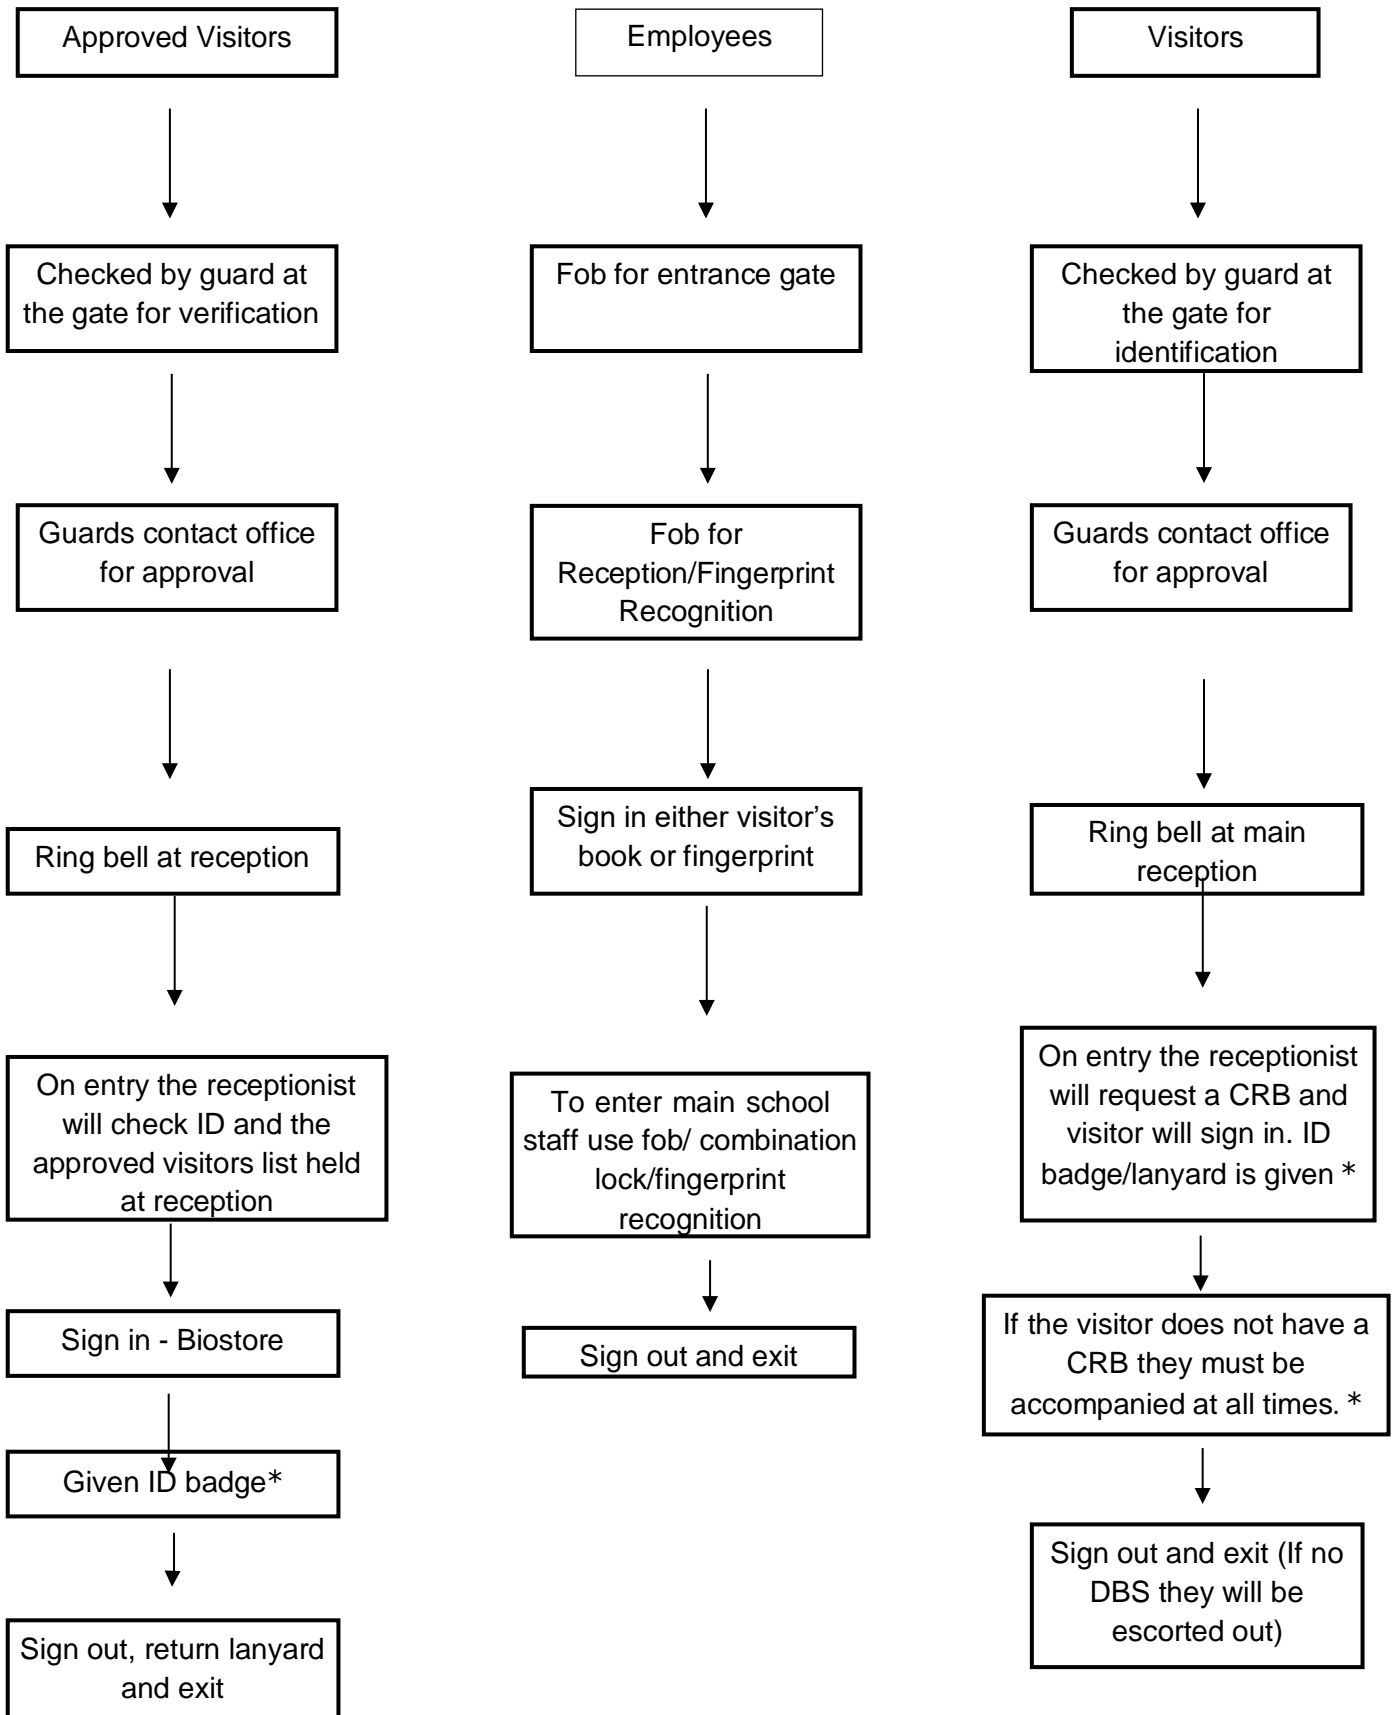 Approved Visitors
Checked by guard at
the gate for verification
Guards contact office
for approval
Ring bell at reception
On entry the receptionist
will check ID and the
approved visitors list held
at reception
Sign in - Biostore
Given ID badge*
Sign out, return lanyard
and exit
Employees
Fob for entrance gate
Fob for
Reception/Fingerprint
Recognition
Sign in either visitor’s
book or fingerprint
To enter main school
staff use fob/ combination
lock/fingerprint
recognition
Sign out and exit
Visitors
Checked by guard at
the gate for
identification
Guards contact office
for approval
Ring bell at main
reception
On entry the receptionist
will request a CRB and
visitor will sign in. ID
badge/lanyard is given *
If the visitor does not have a
CRB they must be
accompanied at all times. *
Sign out and exit (If no
DBS they will be
escorted out)